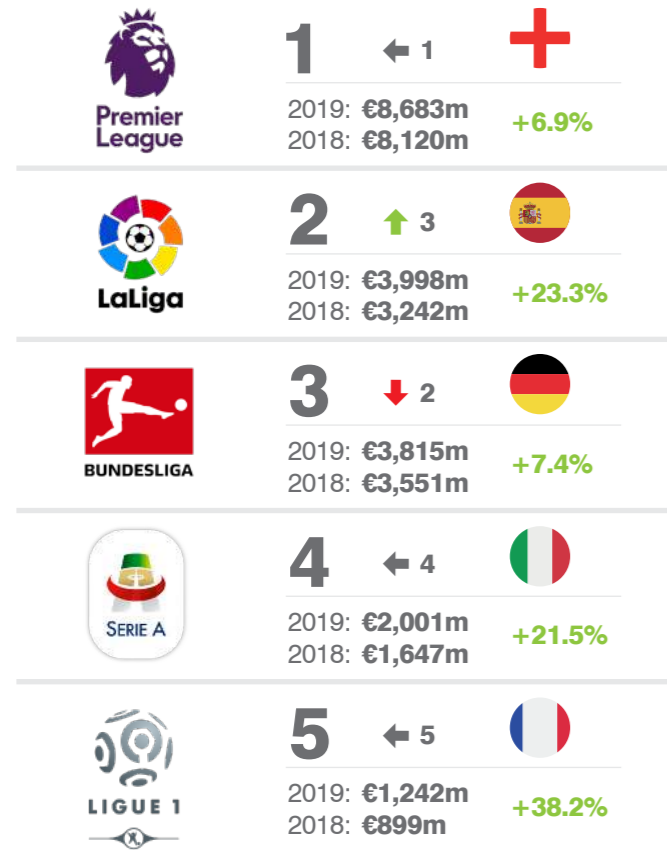 Premier
League
1
1
2019: €8,683m
2018: €8,120m
+6.9%
LaLiga
2
3
2019: €3,998m
2018: €3,242m
+23.3%
BUNDESLIGA
3
2
2019: €3,815m
2018: €3,551m
+7.4%
SERIE A
4
4
2019: €2,001m
2018: €1,647m
+21.5%
LIGUE 1
5
5
2019: €1,242m
2018: €899m
+38.2%